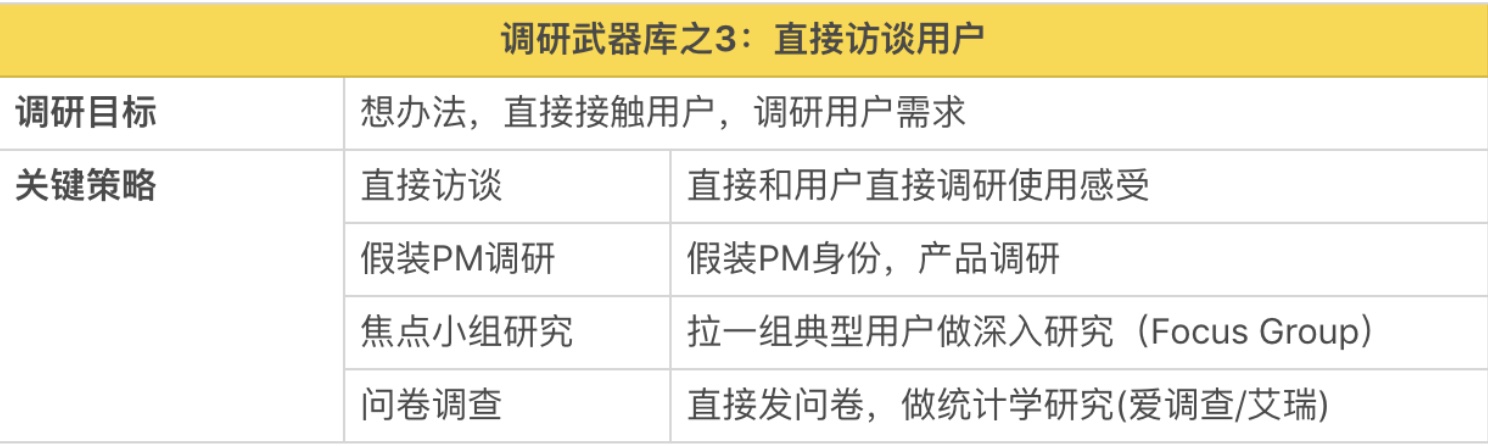 调研武器库之3：直接访谈用户
调研目标
想办法，直接接触用户，调研用户需求
关键策略
直接访谈
直接和用户直接调研使用感受
假装PM调研
假装PM身份，产品调研
焦点小组研究
拉一组典型用户做深入研究（Focus Group）
问卷调查
直接发问卷，做统计学研究(爱调查/艾瑞)